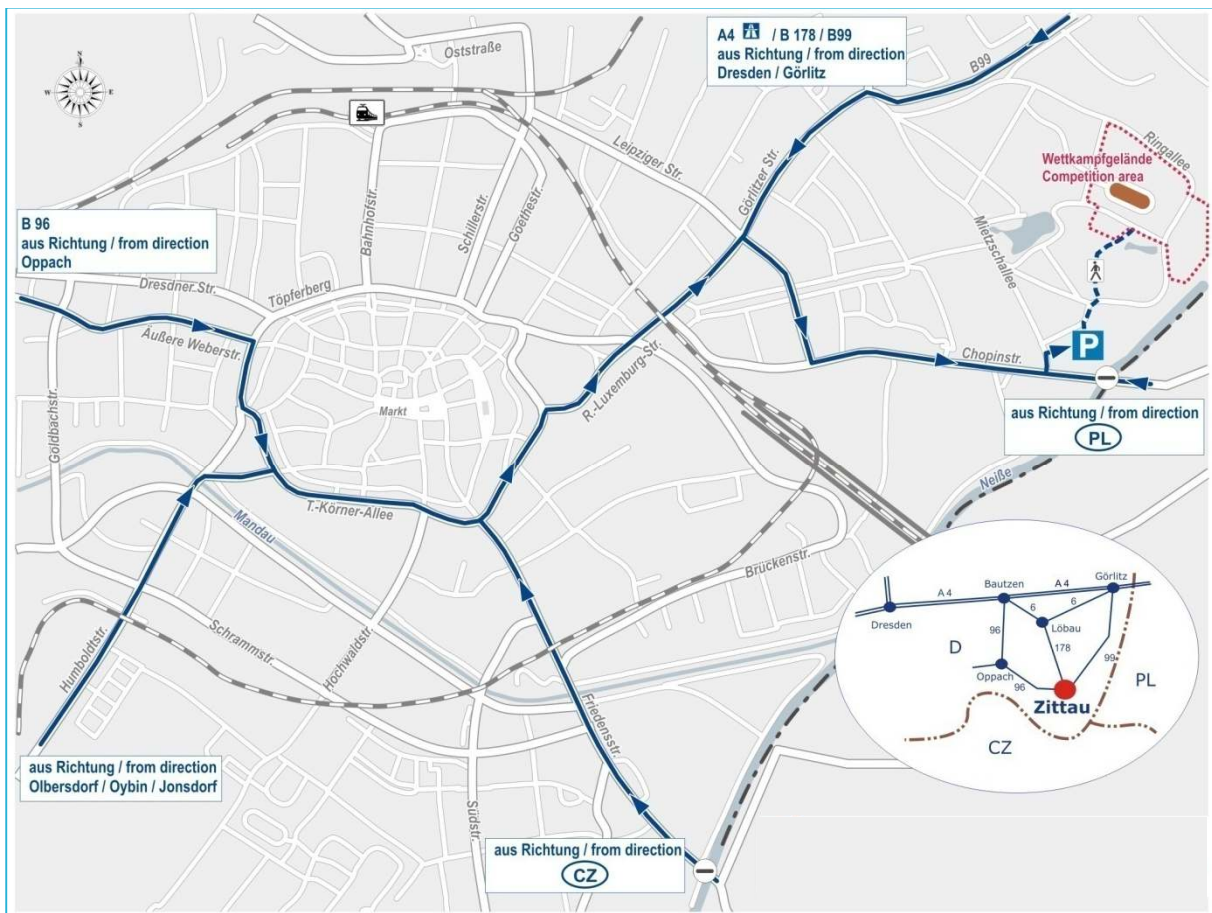 A4 / B 178 / B99
aus Richtung / from direction
Dresden / Görlitz
Oststraße
B99
N
W
E
S
Leipziger Str.
Ringallee
Wettkampfgelände
Competition area
Görlitzer Str.
Bahnhofstr.
Schillerstr.
Goethestr.
Mietzschallee
B 96
aus Richtung / from direction
Oppach
Dresdner Str.
Töpferberg
Äußere Weberstr.
R.-Luxemburg-Str.
Chopinstr.
P
Markt
Goldbachstr.
aus Richtung / from direction
PL
Neiße
T.-Körner-Allee
Mandau
Brückenstr.
Humboldtstr.
Schrammstr.
Hochwaldstr.
Friedensstr.
Südstr.
aus Richtung / from direction
Olbersdorf / Oybin / Jonsdorf
aus Richtung / from direction
CZ
Bautzen
A 4
Görlitz
A 4
Dresden
6
6
Löbau
96
178
99
D
Oppach
96
Zittau
PL
CZ